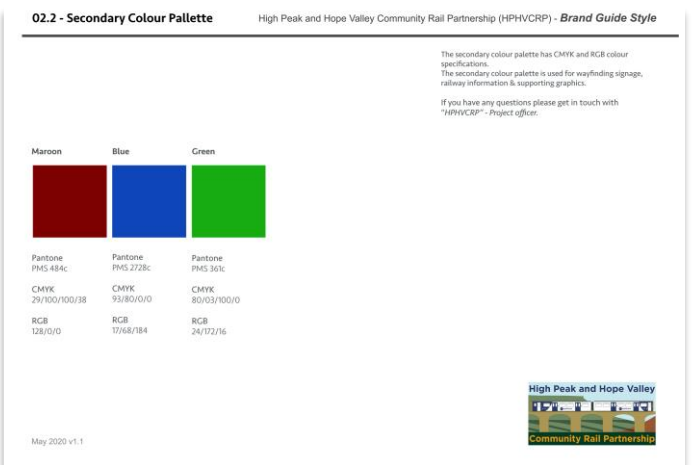 02.2 - Secondary Colour Pallette
High Peak and Hope Valley Community Rail Partnership (HPHVCRP) - Brand Guide Style
The secondary colour palette has CMYK and RGB colour
specifications.
The secondary colour palette is used for wayfinding signage,
railway information & supporting graphics.
If you have any questions please get in touch with
"HPHVCRP" - Project officer.
Maroon
Blue
Green
Pantone
PMS 484c
CMYK
29/100/100/38
RGB
128/0/0
Pantone
PMS 2728c
CMYK
93/80/0/0
RGB
17/68/184
Pantone
PMS 361c
CMYK
80/03/100/0
RGB
24/172/16
High Peak and Hope Valley
Community Rail Partnership
May 2020 v1.1